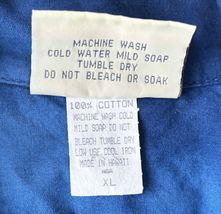 MACHINE WASH
COLD WATER MILD SOAP
TUMBLE DRY
DO NOT BLEACH OR SOAK
100% COTTON
MACHINE WASH COLD
MILD SOAP DO NOT
BLEACH TUMBLE DRY
LOW USE COOL IRON
MADE IN HAWAII
XL